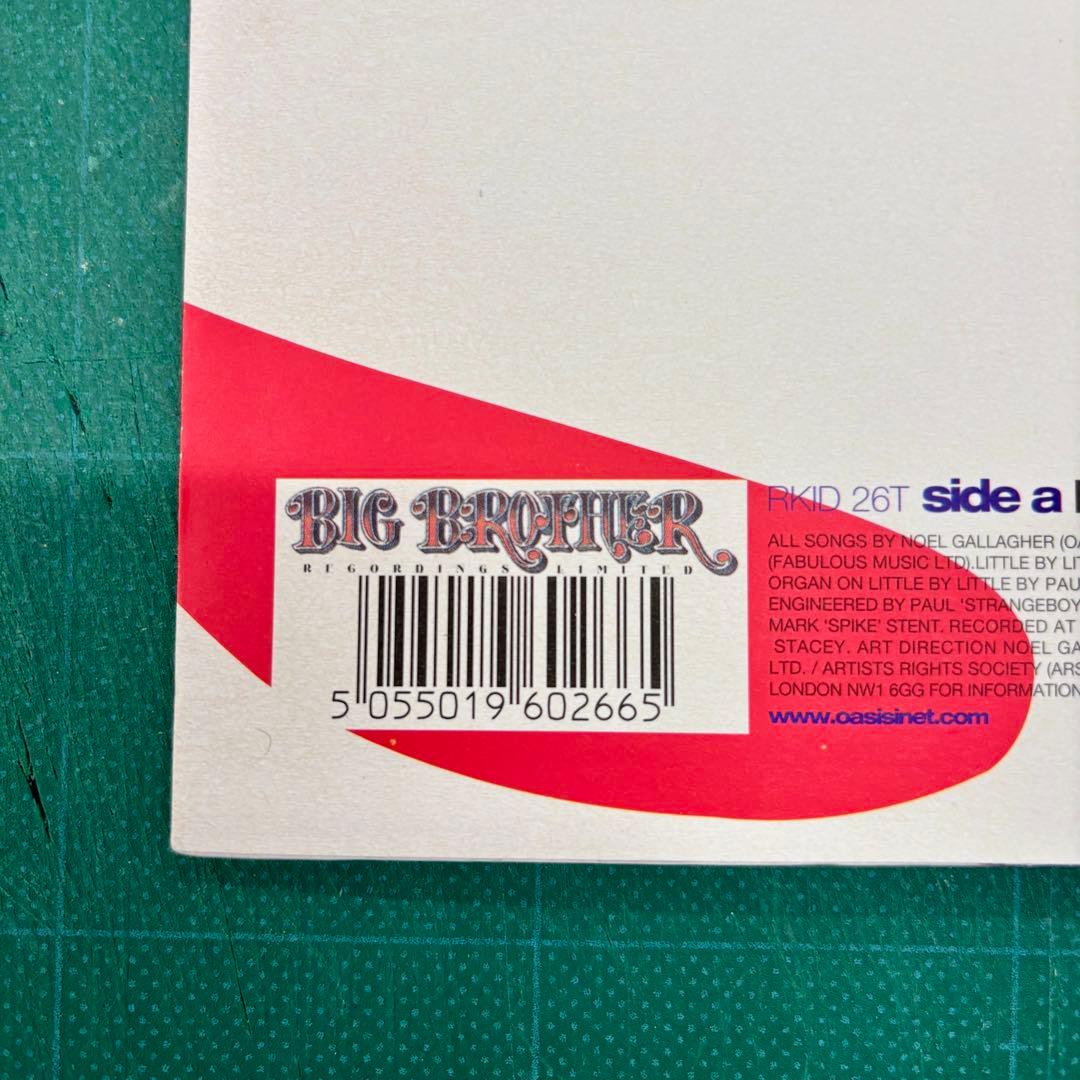 BIG BROTHER
RECORDINGS LIMITED
5 055019 602665
RKID 26T side a
ALL SONGS BY NOEL GALLAGHER
(FABULOUS MUSIC LTD).LITTLE BY
ORGAN ON LITTLE BY LITTLE BY
ENGINEERED BY PAUL 'STRANGEBOY
MARK 'SPIKE' STENT. RECORDED AT
STACEY. ART DIRECTION NOEL
LTD. / ARTISTS RIGHTS SOCIETY
LONDON NW1 6GG FOR INFORMATION
www.oasisinet.com